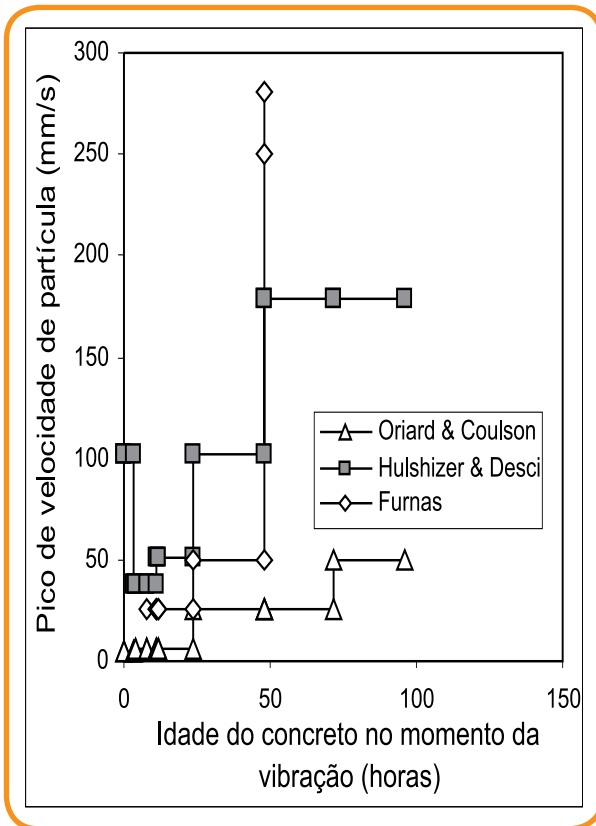 Pico de velocidade de partícula (mm/s)
300
250
200
150
100
50
0
Oriard & Coulson
Hulshizer & Desci
Furnas
0
50
100
150
Idade do concreto no momento da
vibração (horas)